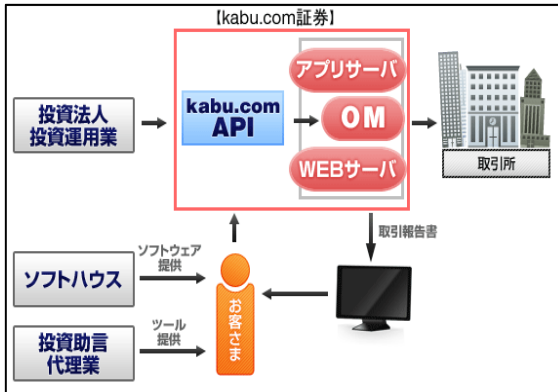 【kabu.com証券】
アプリサーバ
投資法人
投資運用業
kabu.com
API
OM
WEBサーバ
取引所
取引報告書
ソフトウェア
提供
ソフトハウス
お客さま
ツール
提供
投資助言
代理業